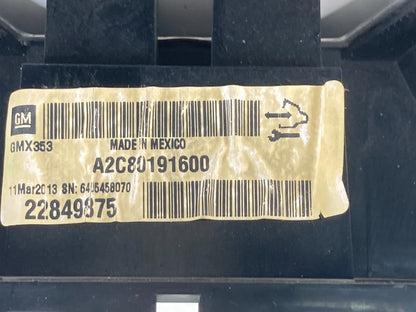 GM
GMX353
MADE IN MEXICO
A2C80191600
11Mar2013 SN: 6405458070
22849875